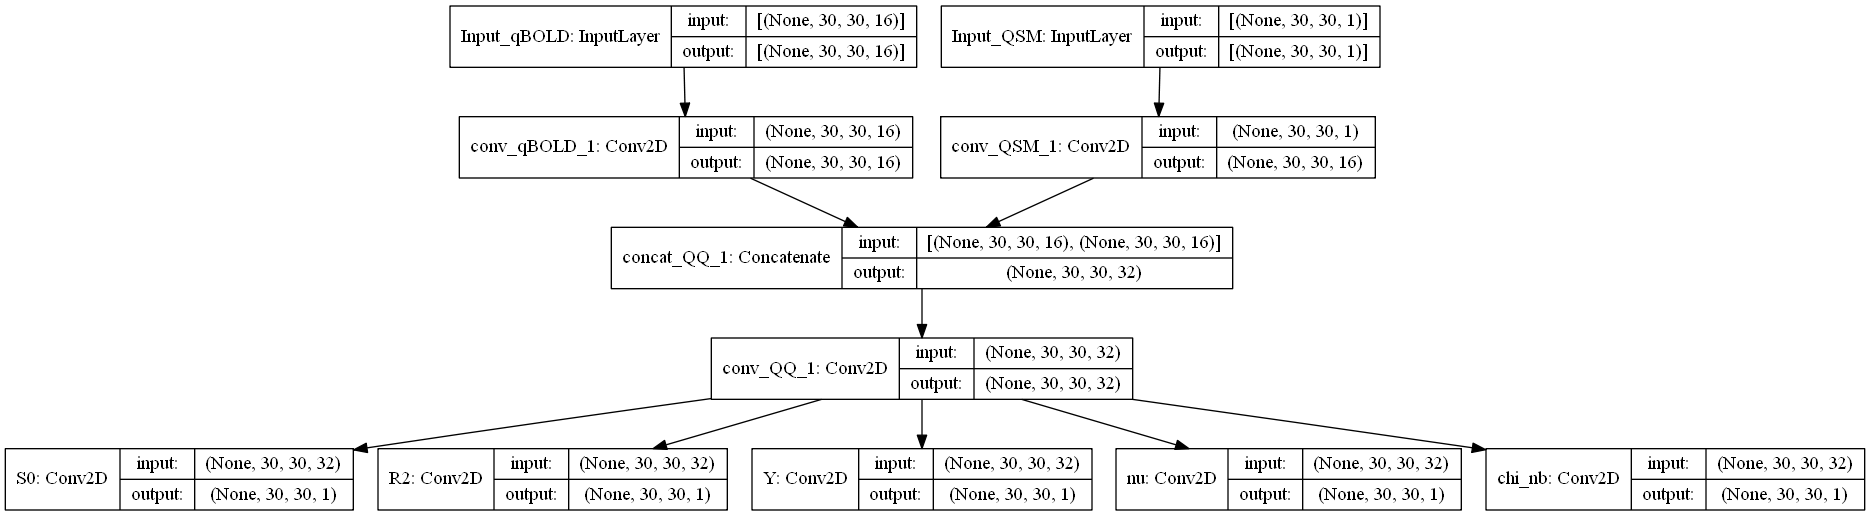 Input_qBOLD: InputLayer
input:
[(None, 30, 30, 16)]
output:
[(None, 30, 30, 16)]
Input_QSM: InputLayer
input:
[(None, 30, 30, 1)]
output:
[(None, 30, 30, 1)]
conv_qBOLD_1: Conv2D
input:
(None, 30, 30, 16)
output:
(None, 30, 30, 16)
conv_QSM_1: Conv2D
input:
(None, 30, 30, 1)
output:
(None, 30, 30, 16)
concat_QQ_1: Concatenate
input:
[(None, 30, 30, 16), (None, 30, 30, 16)]
output:
(None, 30, 30, 32)
conv_QQ_1: Conv2D
input:
(None, 30, 30, 32)
output:
(None, 30, 30, 32)
S0: Conv2D
input:
(None, 30, 30, 32)
output:
(None, 30, 30, 1)
R2: Conv2D
input:
(None, 30, 30, 32)
output:
(None, 30, 30, 1)
Y: Conv2D
input:
(None, 30, 30, 32)
output:
(None, 30, 30, 1)
nu: Conv2D
input:
(None, 30, 30, 32)
output:
(None, 30, 30, 1)
chi_nb: Conv2D
input:
(None, 30, 30, 32)
output:
(None, 30, 30, 1)